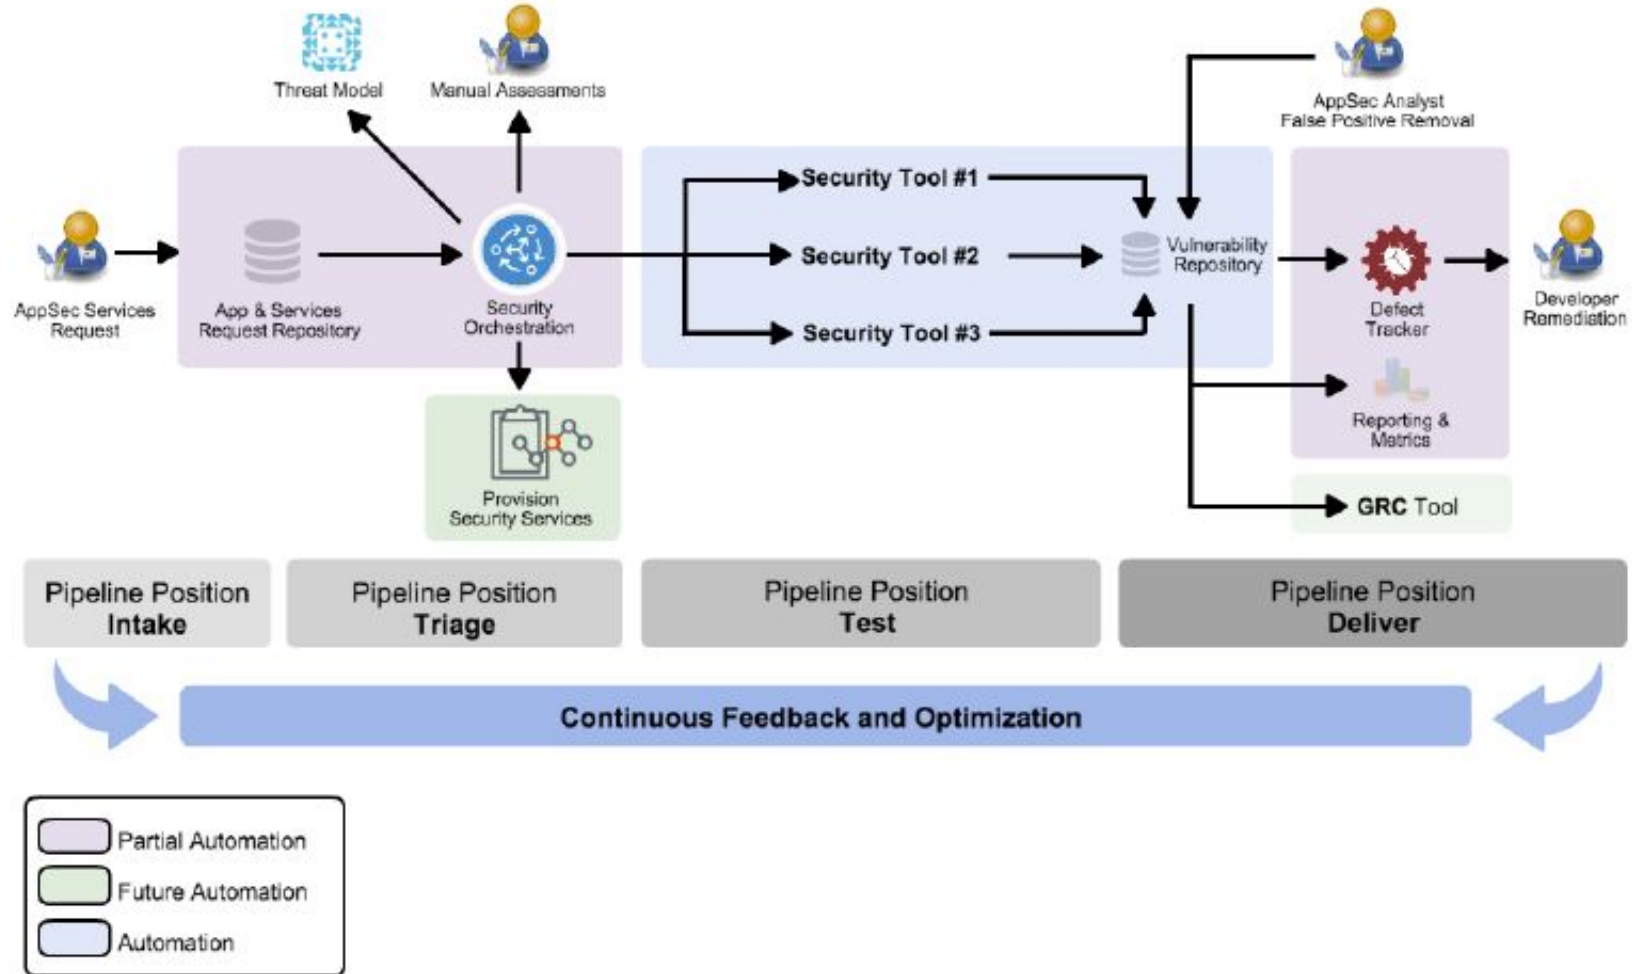 Threat Model
Manual Assessments
AppSec Analyst
False Positive Removal
AppSec Services
Request
App & Services
Request Repository
Security
Orchestration
Security Tool #1
Security Tool #2
Security Tool #3
Vulnerability
Repository
Defect
Tracker
Developer
Remediation
Reporting &
Metrics
Provision
Security Services
GRC Tool
Pipeline Position
Intake
Pipeline Position
Triage
Pipeline Position
Test
Pipeline Position
Deliver
Continuous Feedback and Optimization
Partial Automation
Future Automation
Automation